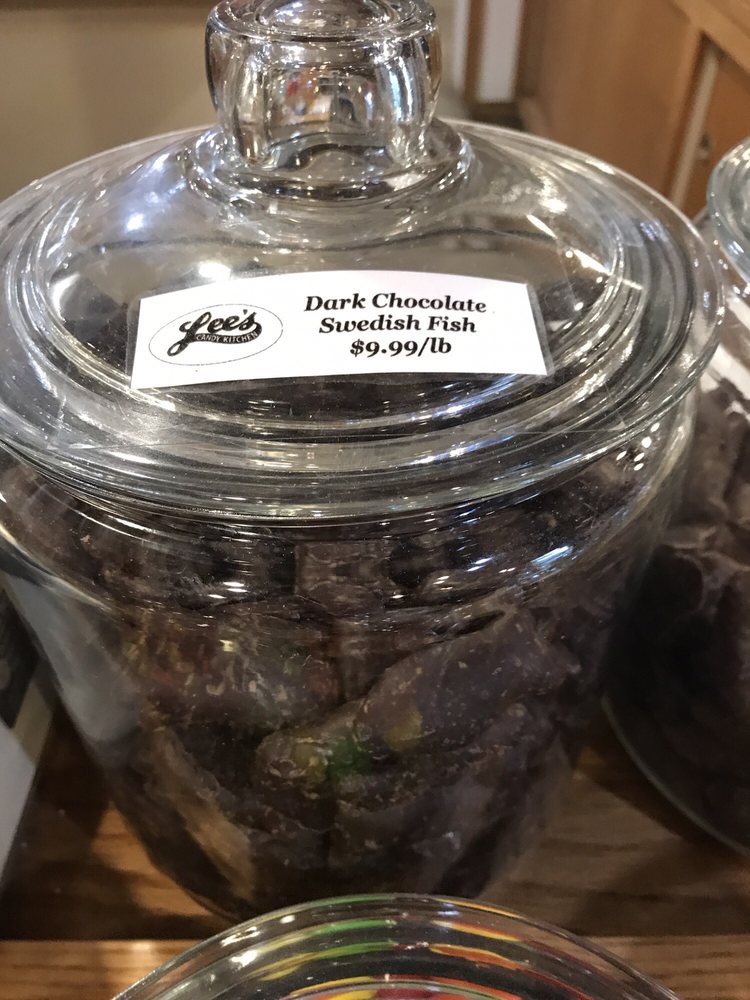 Lee's
CANDY KITCHEN
Dark Chocolate
Swedish Fish
$9.99/lb